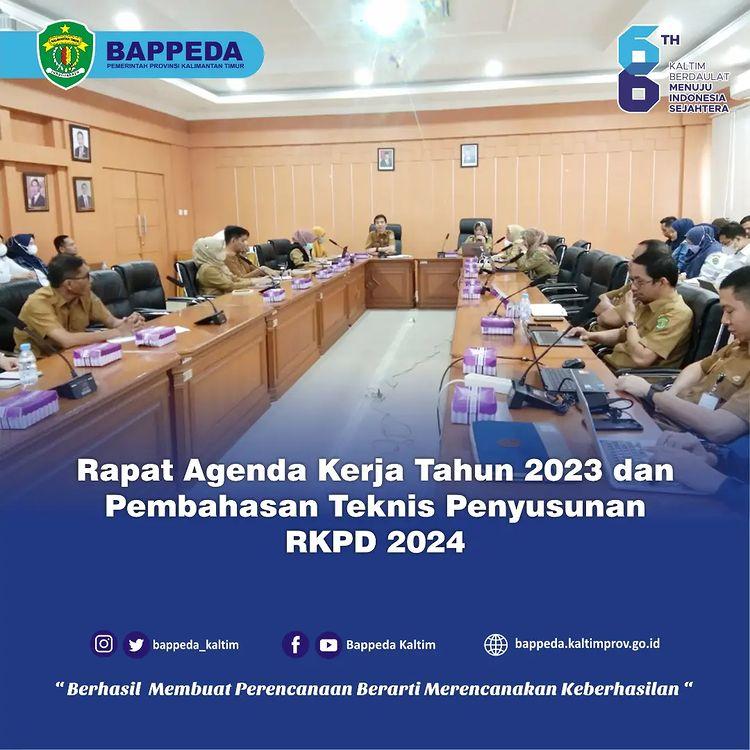 BAPPEDA
PEMERINTAH PROVINSI KALIMANTAN TIMUR
66TH
KALTIM
BERDAULAT
MENUJU
INDONESIA
SEJAHTERA
Rapat Agenda Kerja Tahun 2023 dan
Pembahasan Teknis Penyusunan
RKPD 2024
bappeda_kaltim
Bappeda Kaltim
bappeda.kaltimprov.go.id
“ Berhasil Membuat Perencanaan Berarti Merencanakan Keberhasilan “